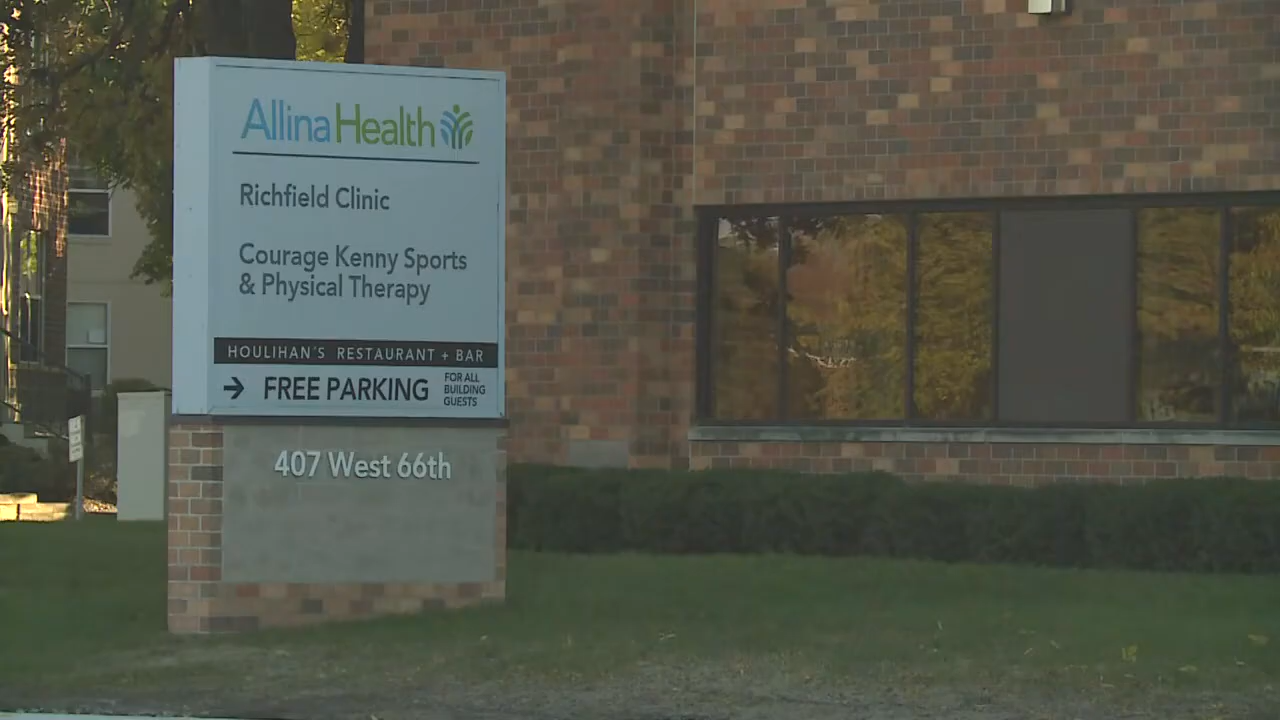 AllinaHealth
Richfield Clinic
Courage Kenny Sports
& Physical Therapy
HOULIHAN'S RESTAURANT + BAR
→ FREE PARKING
FOR ALL
BUILDING
GUESTS
407 West 66th